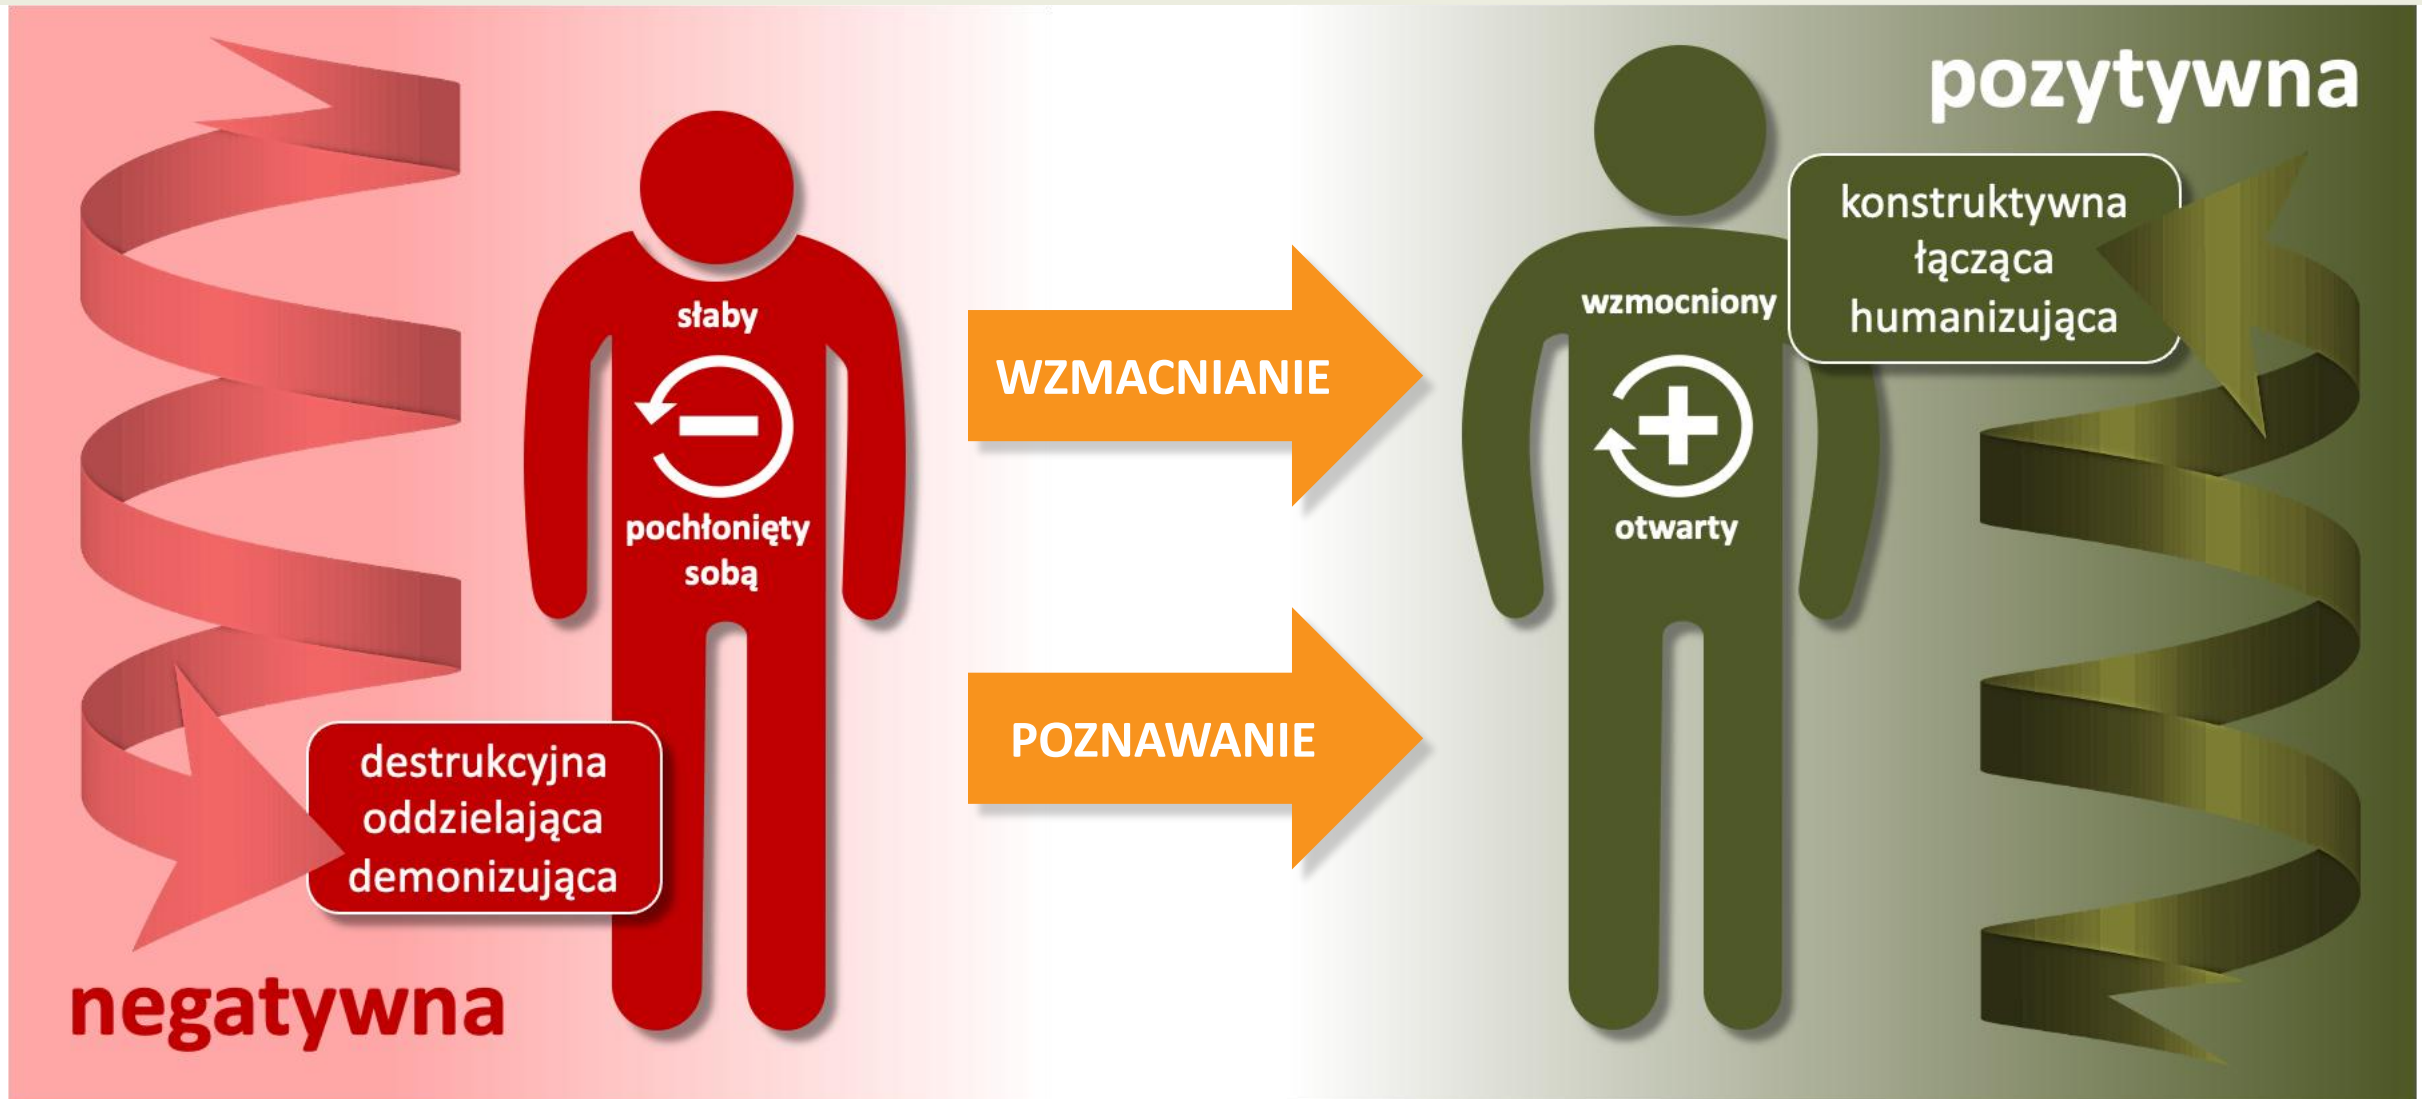 słaby
pochłonięty
sobą
destrukcyjna
oddzielająca
demonizująca
negatywna
WZMACNIANIE
POZNAWANIE
pozytywna
konstruktywna
łącząca
humanizująca
wzmocniony
otwarty